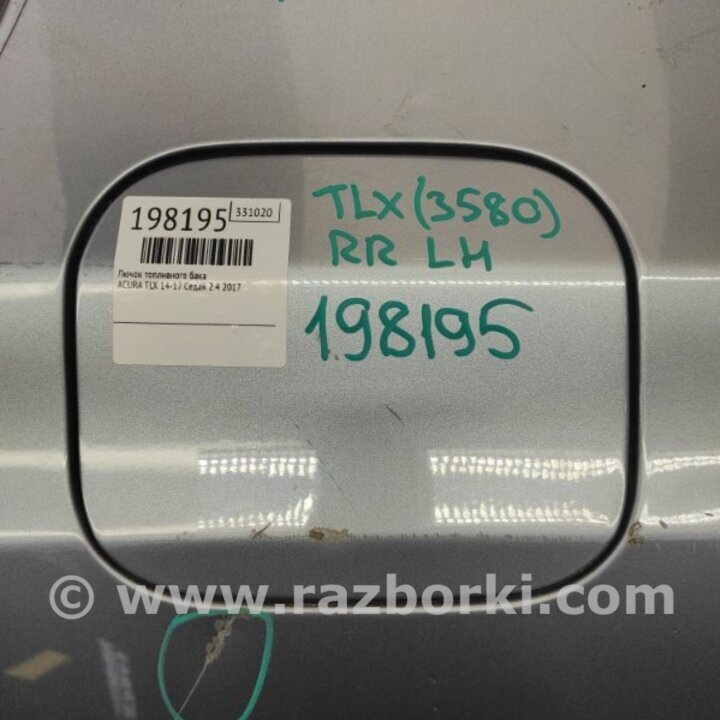 198195
331020
Лючок топливного бака
ACURA TLX 14-17 Седан 2.4 2017
TLX (3580)
RR LH
198195
© www.razborki.com